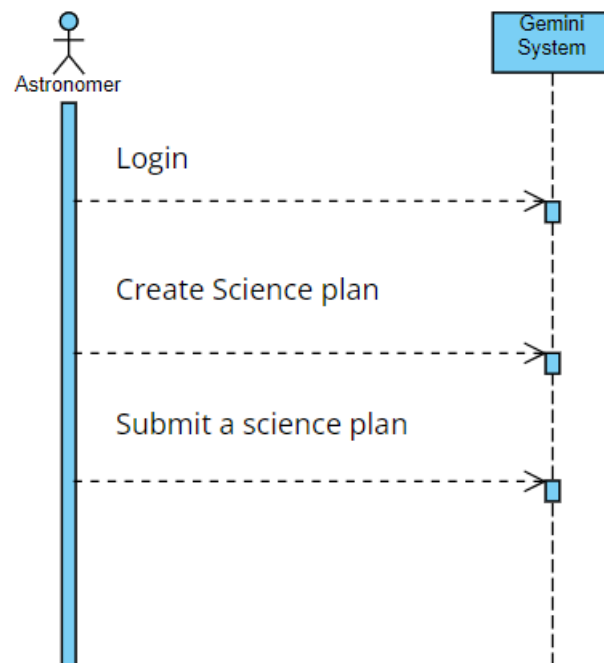 Gemini
System
Astronomer
Login
Create Science plan
Submit a science plan